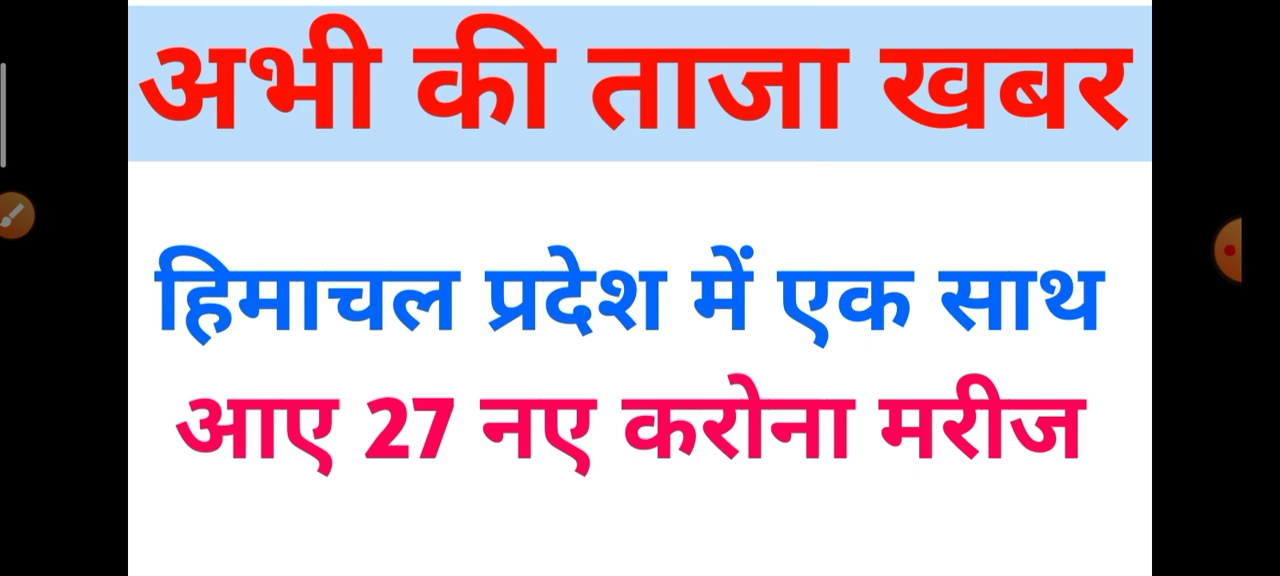 अभी की ताजा खबर
हिमाचल प्रदेश में एक साथ
आए 27 नए करोना मरीज